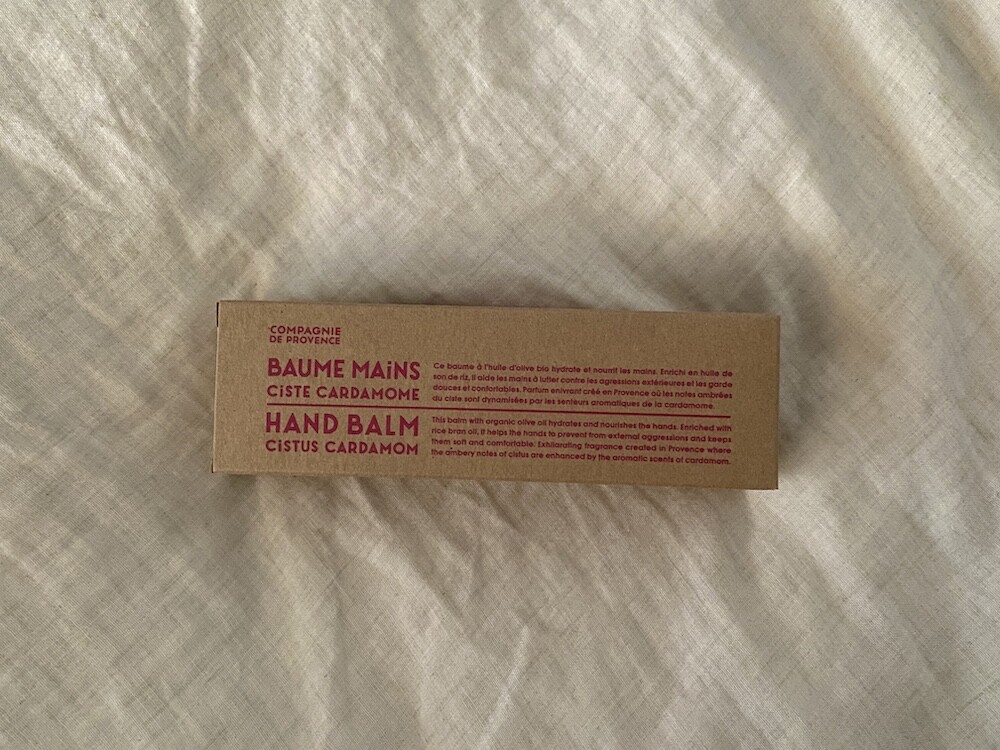 COMPAGNIE
DE PROVENCE
BAUME MAiNS
CiSTE CARDAMOME
Ce baume à l'huile d'olive bio hydrate et nourrit les mains. Enrichi en huile de
son de riz, il aide les mains à lutter contre les agressions extérieures et les garde
douces et confortables. Parfum enivrant créé en Provence où les notes ambrées
du ciste sont dynamisées par les senteurs aromatiques de la cardamome.
HAND BALM
CiSTUS CARDAMOM
This balm with organic olive oil hydrates and nourishes the hands. Enriched with
rice bran oil, it helps the hands to prevent from external aggressions and keeps
them soft and comfortable. Exhilarating fragrance created in Provence where
the ambery notes of cistus are enhanced by the aromatic scents of cardamom.